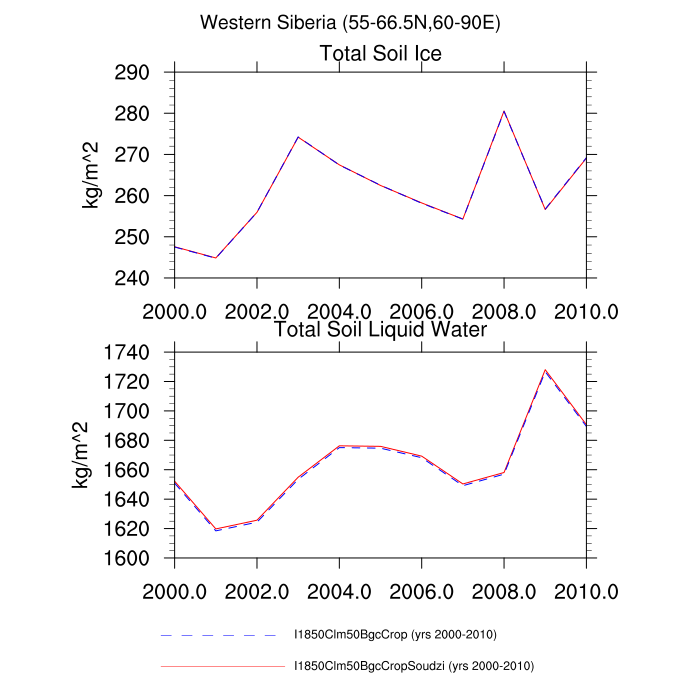 Western Siberia (55-66.5N,60-90E)
Total Soil Ice
290
280
270
260
250
240
kg/m^2
2000.0 2002.0 2004.0 2006.0 2008.0 2010.0
Total Soil Liquid Water
1740
1720
1700
1680
1660
1640
1620
1600
kg/m^2
2000.0 2002.0 2004.0 2006.0 2008.0 2010.0
I1850Clm50BgcCrop (yrs 2000-2010)
I1850Clm50BgcCropSoudzi (yrs 2000-2010)